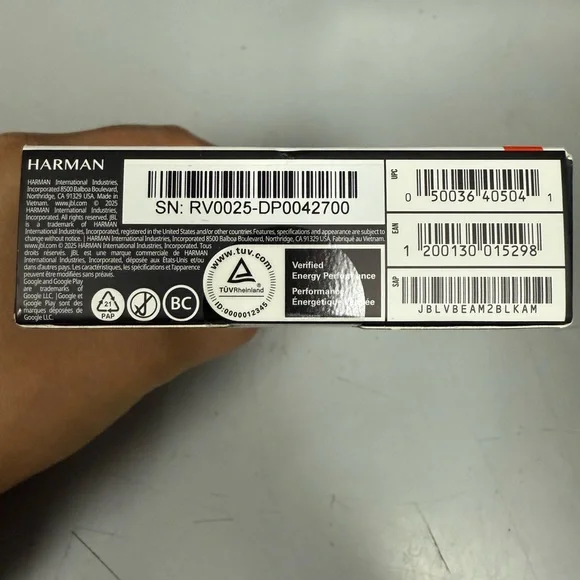 HARMAN
HARMAN International Industries,
Incorporated 8500 Balboa Boulevard,
Northridge, CA 91329 USA. Made in
Vietnam. www.jbl.com © 2025
HARMAN International Industries,
Incorporated. All rights reserved. JBL
is a trademark of HARMAN
International Industries, Incorporated, registered in the United States and/or other countries Features, specifications and appearance are subject to
change without notice. | HARMAN International Industries, Incorporated 8500 Balboa Boulevard, Northridge, CA 91329 USA Fabriqué au Vietnam.
www.jbl.com © 2025 HARMAN International Industries, Incorporated. Tous droits
réservés. JBL est une marque commerciale de HARMAN
International Industries, Incorporated, déposée aux États-Unis et/ou
dans d'autres pays. Les caractéristiques, les spécifications et l'apparence
peuvent être modifiées sans préavis.
Google and Google Play
are trademarks of
Google LLC. | Google et
Google Play sont des
marques déposées de
Google LLC.
21
PAP
BC
SN: RV0025-DP0042700
www.tuv.com
TÜVRheinland
ID:0000012345
Verified
Energy Performance
Performance
Énergétique
UPC
0 50036 40504 1
EAN
1 200130 015298
SAP
JBLVBEAM2BLKAM